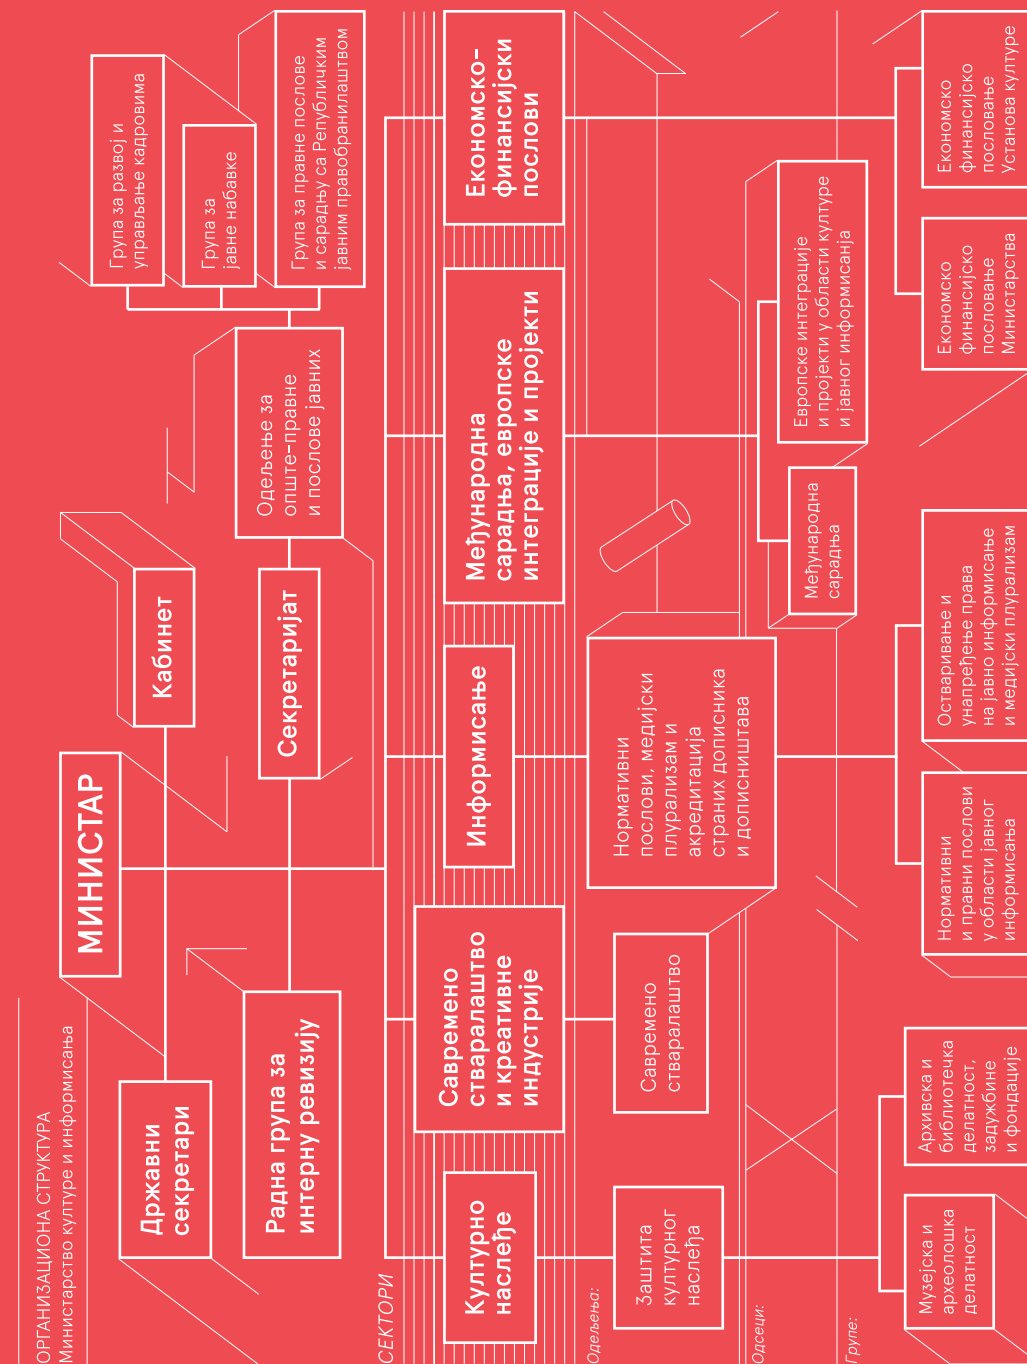 ОРГАНИЗАЦИОНА СТРУКТУРА
Министарство културе и информисања
МИНИСТАР
Државни
секретари
Кабинет
Радна група за
интерну ревизију
Секретаријат
Одељење за
опште-правне
и послове јавних
Група за развој и
управљање кадровима
Група за
јавне набавке
Група за правне послове
и сарадњу са Републичким
јавним правобранилаштвом
СЕКТОРИ
Културно
наслеђе
Савремено
стваралаштво
и креативне
индустрије
Информисање
Међународна
сарадња, европске
интеграције и пројекти
Економско-
финансијски
послови
Одељења:
Заштита
културног
наслеђа
Савремено
стваралаштво
Нормативни
послови, медијски
плурализам и
акредитација
страних дописника
и дописништава
Одсеци:
Међународна
сарадња
Европске интеграције
и пројекти у области културе
и јавног информисања
Групе:
Музејска и
археолошка
делатност
Архивска и
библиотечка
делатност,
задужбине
и фондације
Нормативни
и правни послови
у области јавног
информисања
Остваривање и
унапређење права
на јавно информисање
и медијски плурализам
Економско
финансијско
пословање
Министарства
Економско
финансијско
пословање
Установа културе